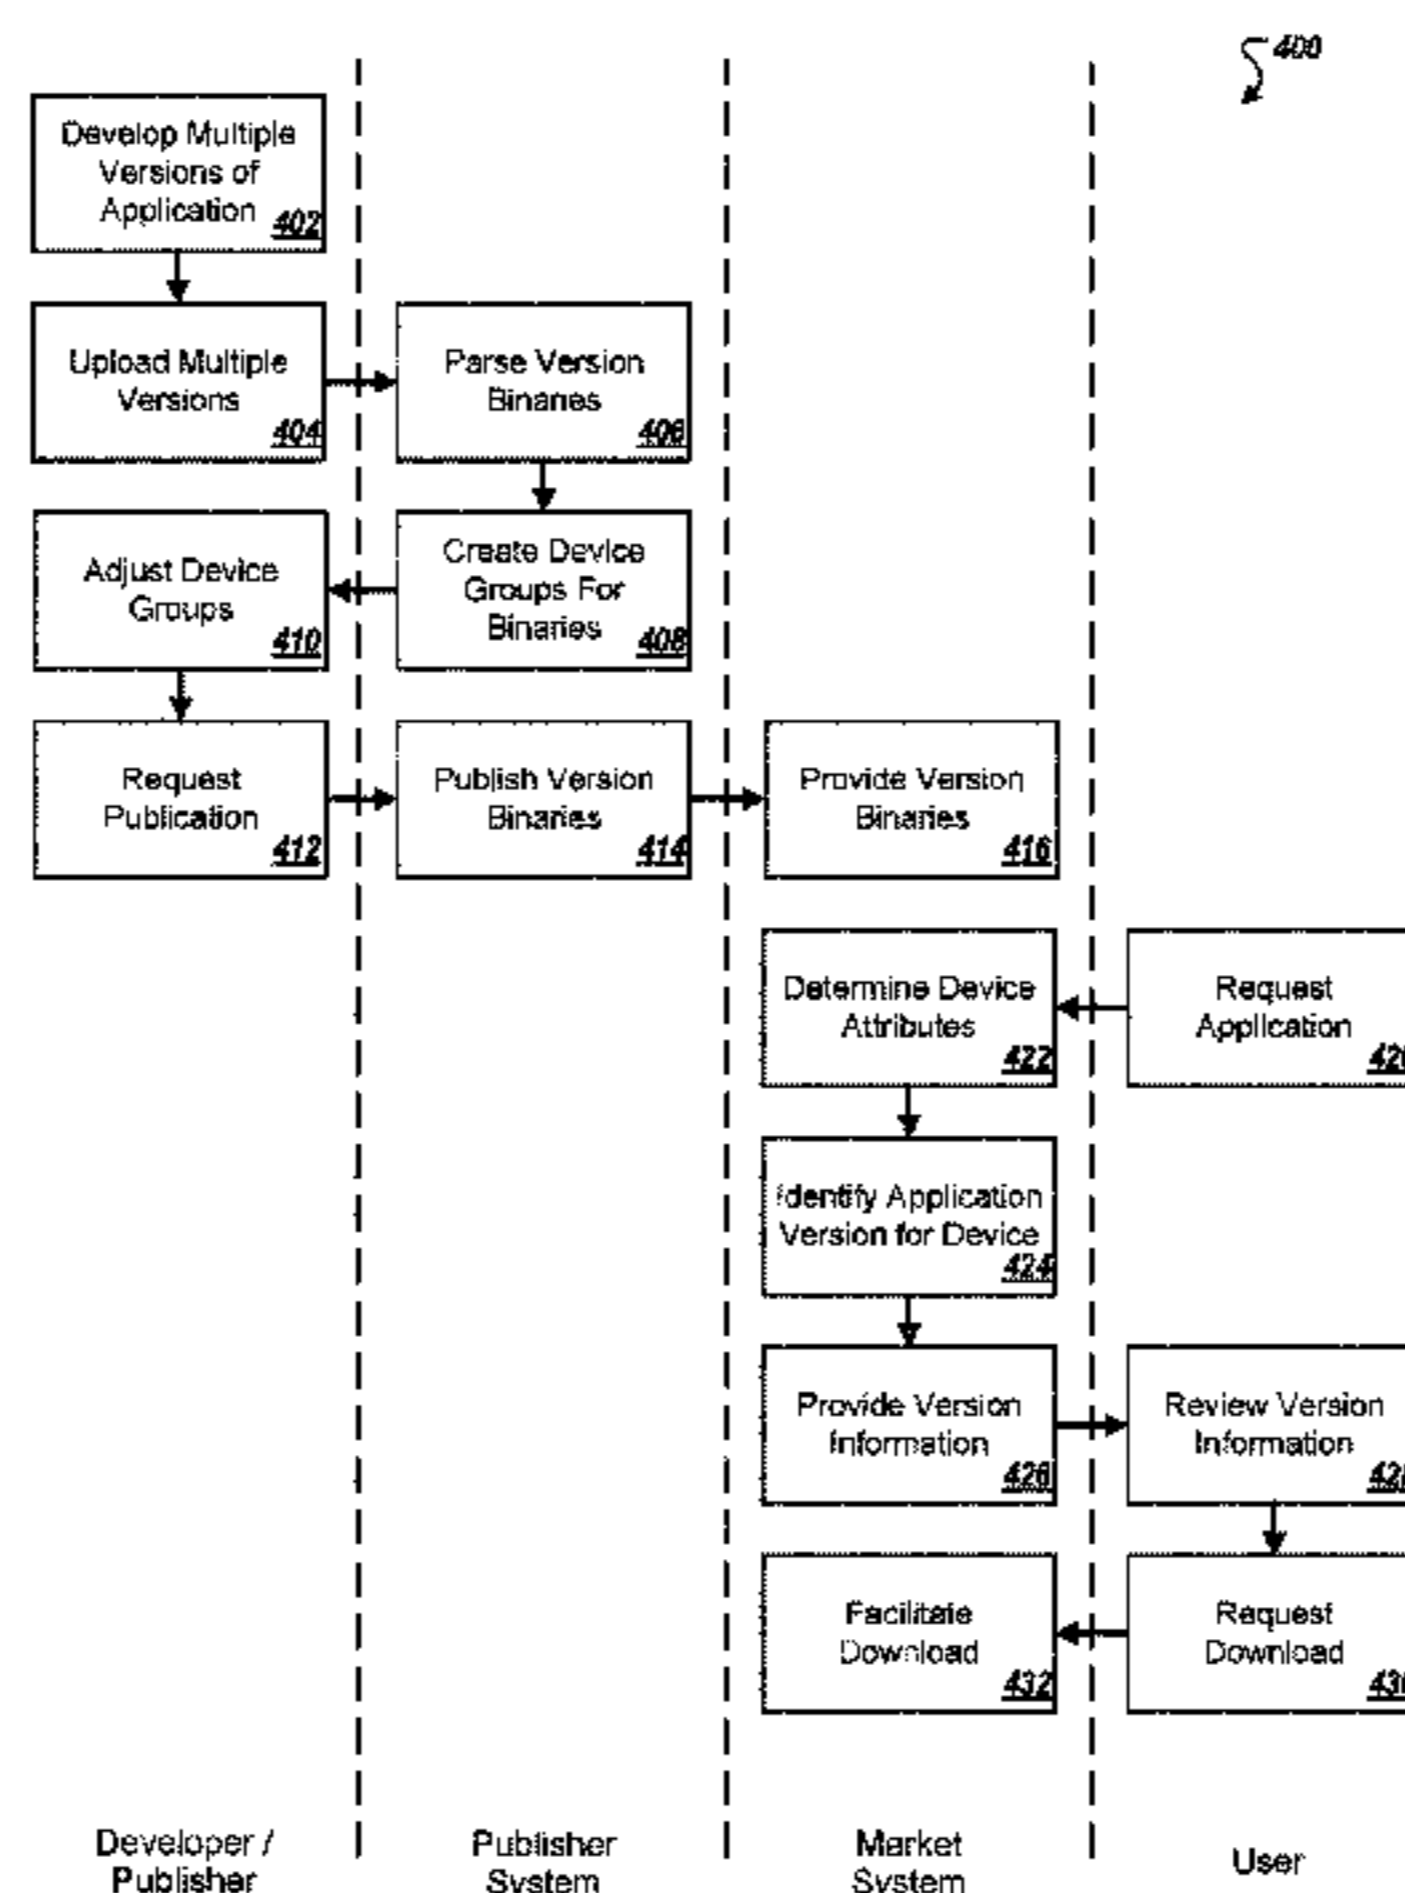 400
Develop Multiple
Versions of
Application
402
Upload Multiple
Versions
404
Parse Version
Binaries
406
Adjust Device
Groups
410
Create Device
Groups For
Binaries
408
Request
Publication
412
Publish Version
Binaries
414
Provide Version
Binaries
416
Determine Device
Attributes
422
Request
Application
Identify Application
Version for Device
424
Provide Version
Information
426
Review Version
Information
Facilitate
Download
432
Request
Download
Developer /
Publisher
Publisher
System
Market
System
User